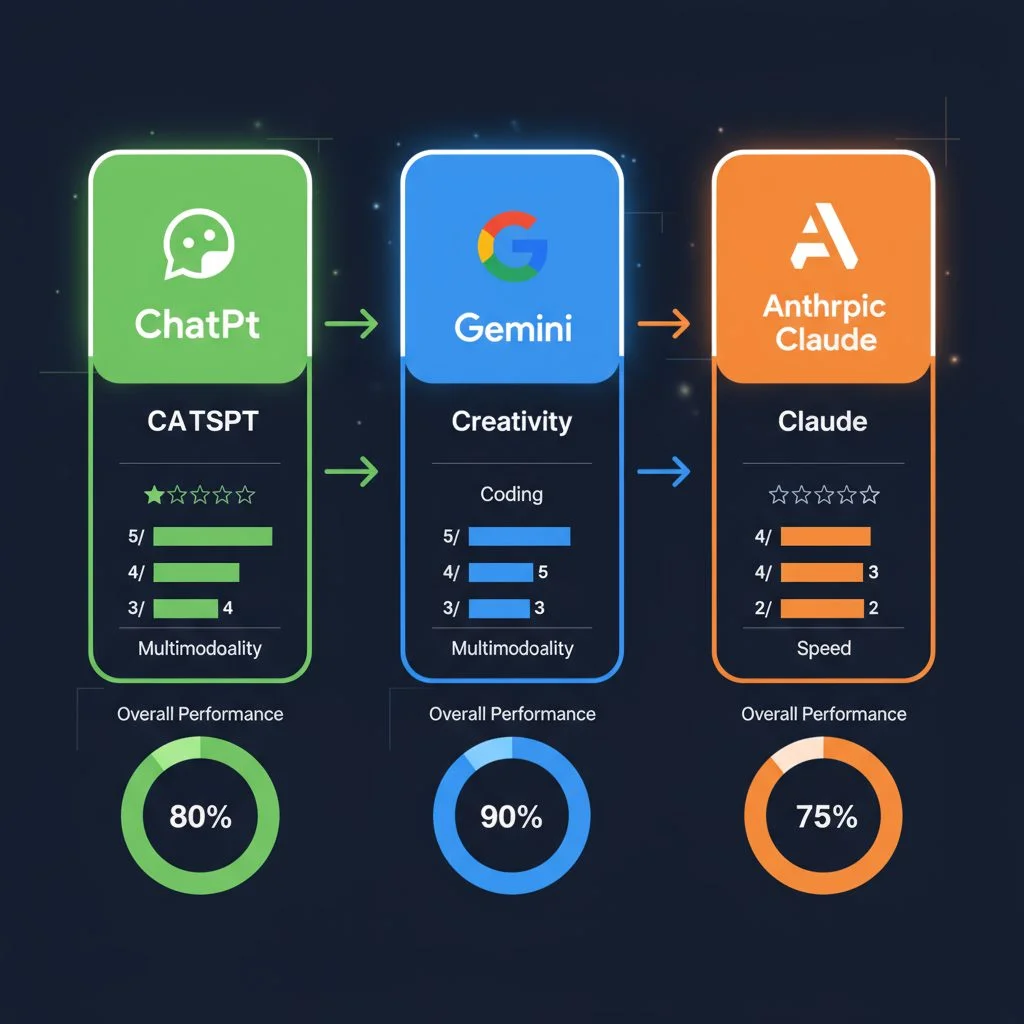 ChatPt
CATSPT
5/
4/
3/ 4
Multimodoality
Overall Performance
80%
Gemini
Creativity
Coding
5/
4/ 5
3/ 3
Multimodoality
Overall Performance
90%
Anthrpic
Claude
Claude
4/
4/ 3
2/ 2
Speed
Overall Performance
75%